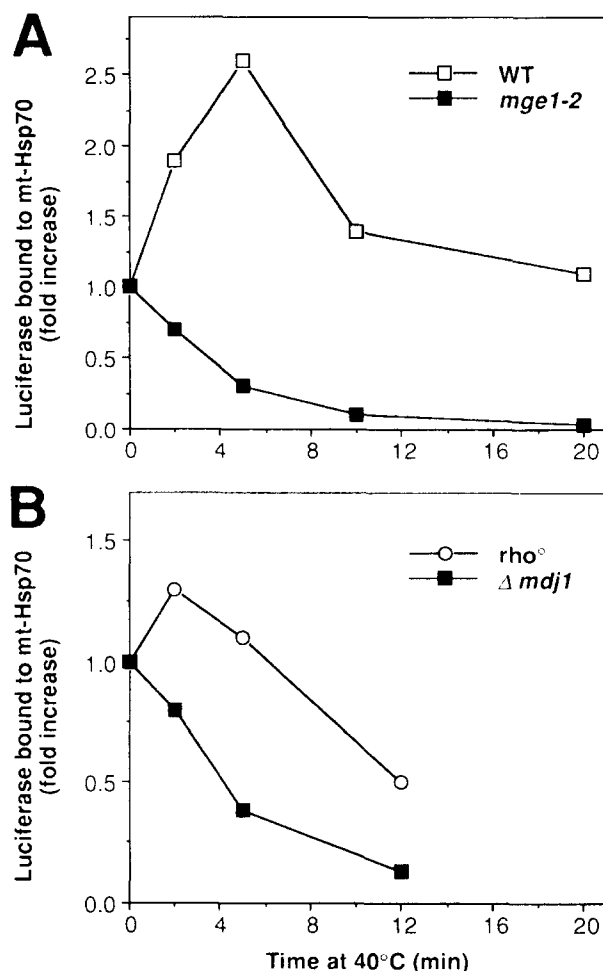 A
Luciferase bound to mt-Hsp70
(fold increase)
2.5
2.0
1.5
1.0
0.5
0.0
WT
mge1-2
0 4 8 12 16 20
B
Luciferase bound to mt-Hsp70
(fold increase)
1.5
1.0
0.5
0.0
rho°
Δ mdj1
0 4 8 12 16 20
Time at 40°C (min)